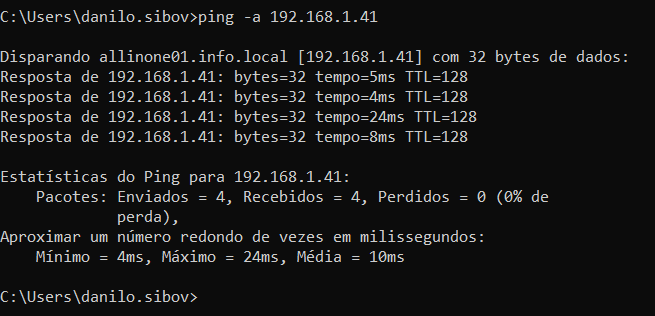 C:\Users\danilo.sibov>ping -a 192.168.1.41
Disparando allinone01.info.local [192.168.1.41] com 32 bytes de dados:
Resposta de 192.168.1.41: bytes=32 tempo=5ms TTL=128
Resposta de 192.168.1.41: bytes=32 tempo=4ms TTL=128
Resposta de 192.168.1.41: bytes=32 tempo=24ms TTL=128
Resposta de 192.168.1.41: bytes=32 tempo=8ms TTL=128
Estatísticas do Ping para 192.168.1.41:
    Pacotes: Enviados = 4, Recebidos = 4, Perdidos = 0 (0% de
             perda),
Aproximar um número redondo de vezes em milissegundos:
    Mínimo = 4ms, Máximo = 24ms, Média = 10ms
C:\Users\danilo.sibov>